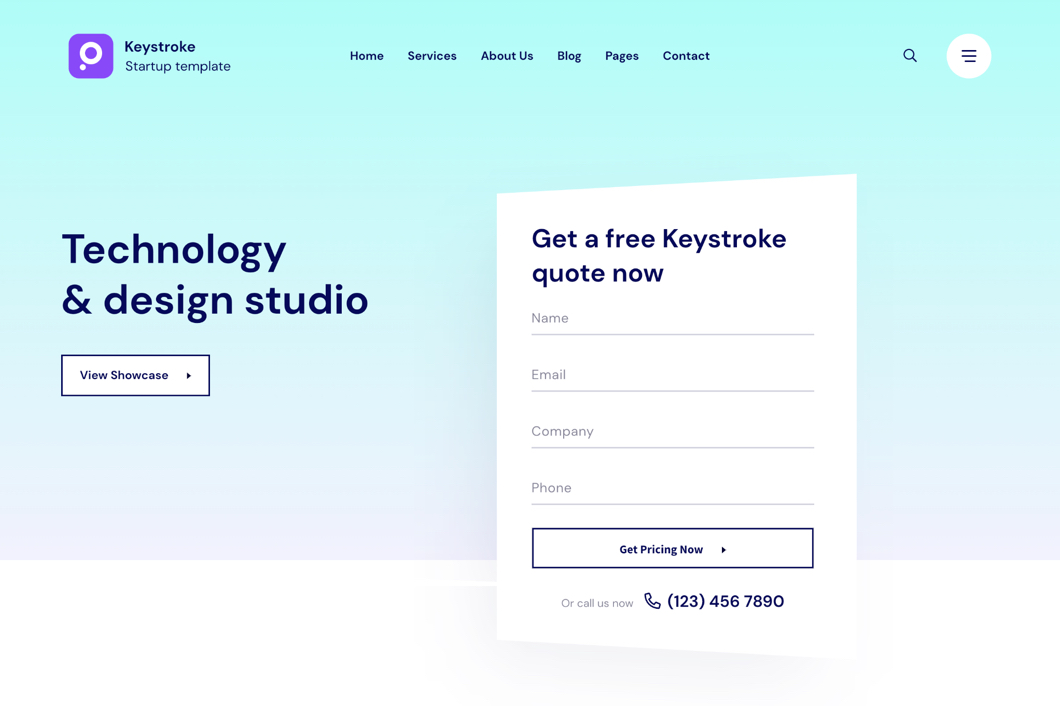 Keystroke
Startup template
Home
Services
About Us
Blog
Pages
Contact
Technology
& design studio
View Showcase
Get a free Keystroke
quote now
Name
Email
Company
Phone
Get Pricing Now
Or call us now (123) 456 7890